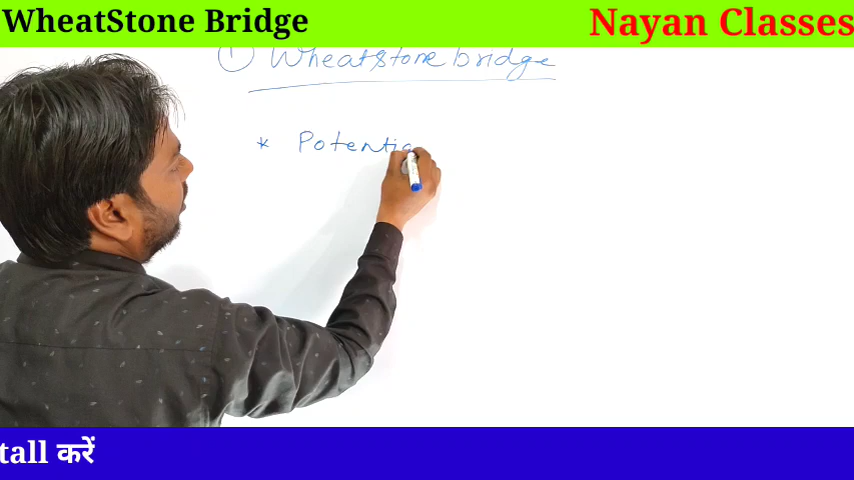 WheatStone Bridge
Nayan Classes
① Wheatstone bridge
* Potentia
tall करें